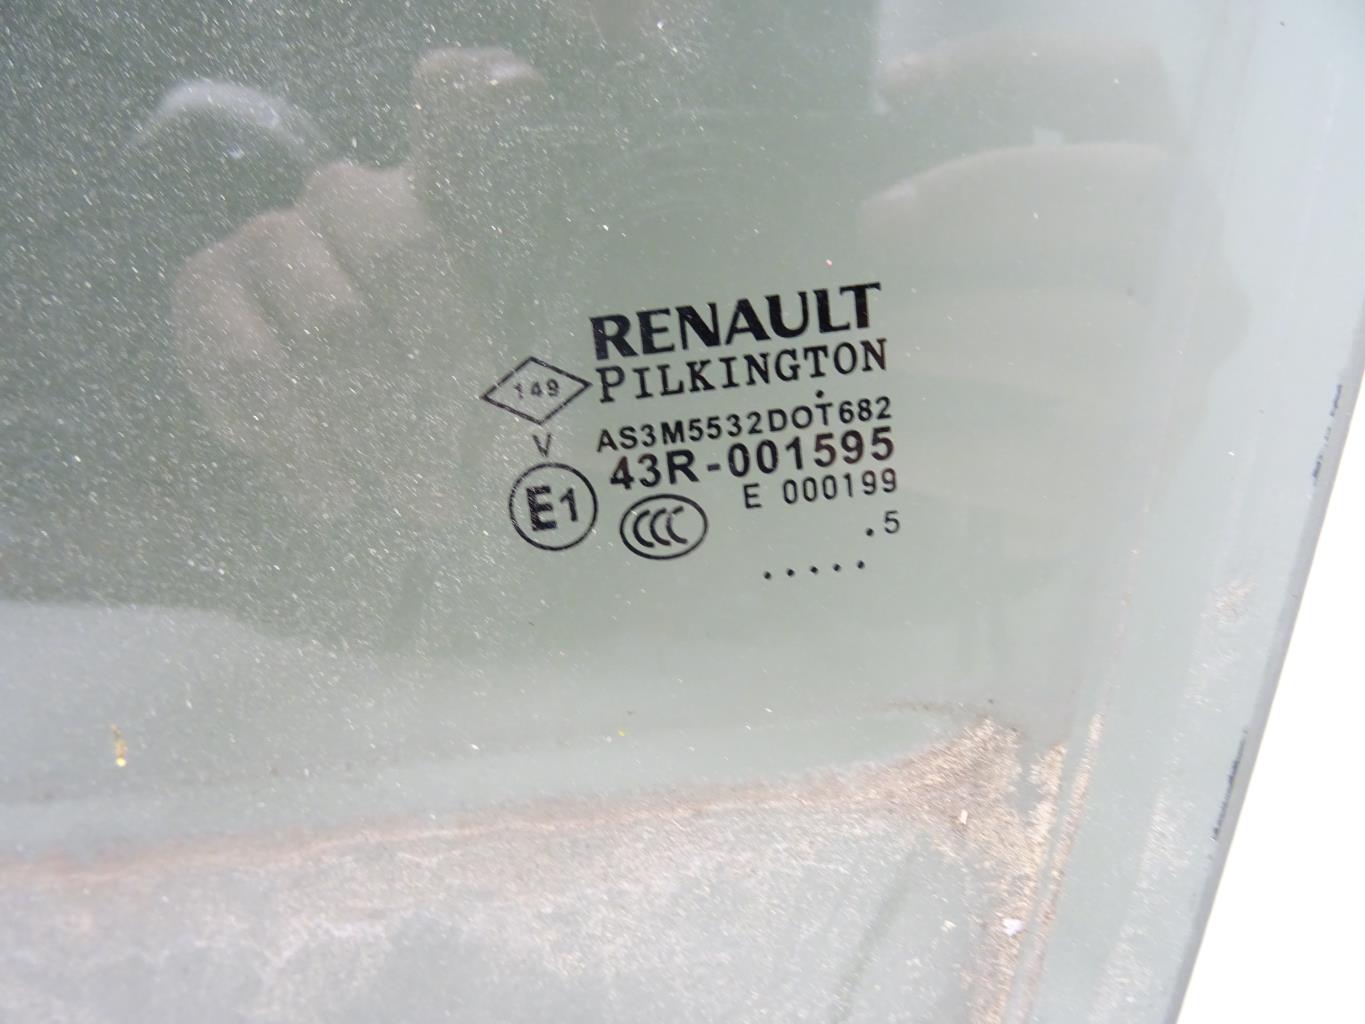 RENAULT
149 PILKINGTON
V AS3M5532DOT682
43R-001595
E1 CCC E 000199
.5
.....